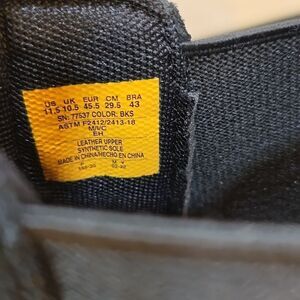 US UK EUR CM BRA
11.5 10.5 45.5 29.5 43
SN: 77537 COLOR: BKS
ASTM F2412/2413-18
M/I/C
EH
LEATHER UPPER
SYNTHETIC SOLE
MADE IN CHINA/HECHO EN CHINA